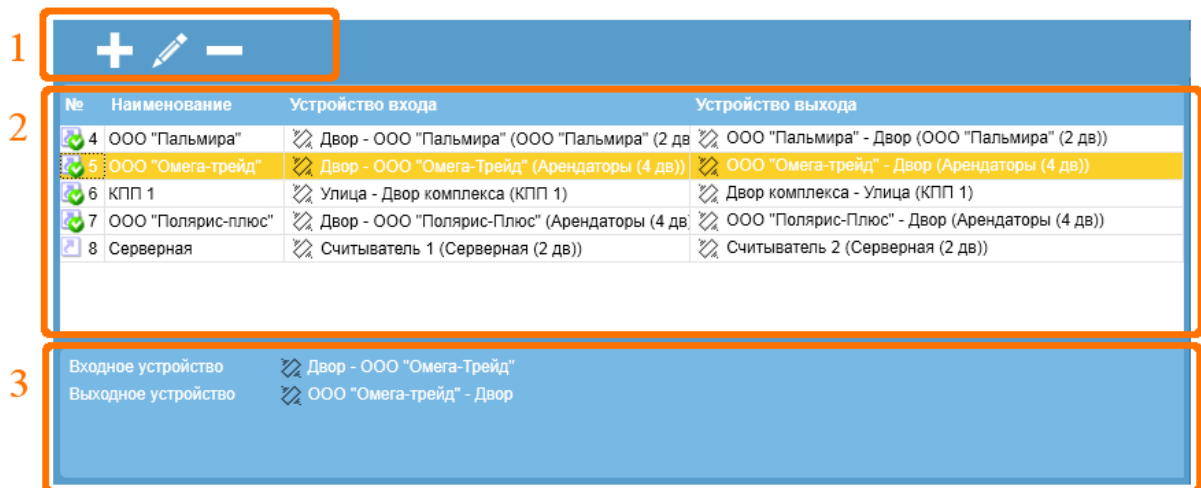 1
2
№ Наименование Устройство входа Устройство выхода
4 ООО "Пальмира" Двор - ООО "Пальмира" (ООО "Пальмира" (2 дв ООО "Пальмира" - Двор (ООО "Пальмира" (2 дв))
5 ООО "Омега-трейд" Двор - ООО "Омега-Трейд" (Арендаторы (4 дв)) ООО "Омега-трейд" - Двор (Арендаторы (4 дв))
6 КПП 1 Улица - Двор комплекса (КПП 1) Двор комплекса - Улица (КПП 1)
7 ООО "Полярис-плюс" Двор - ООО "Полярис-Плюс" (Арендаторы (4 дв) ООО "Полярис-Плюс" - Двор (Арендаторы (4 дв))
8 Серверная Считыватель 1 (Серверная (2 дв)) Считыватель 2 (Серверная (2 дв))
3
Входное устройство Двор - ООО "Омега-Трейд"
Выходное устройство ООО "Омега-трейд" - Двор